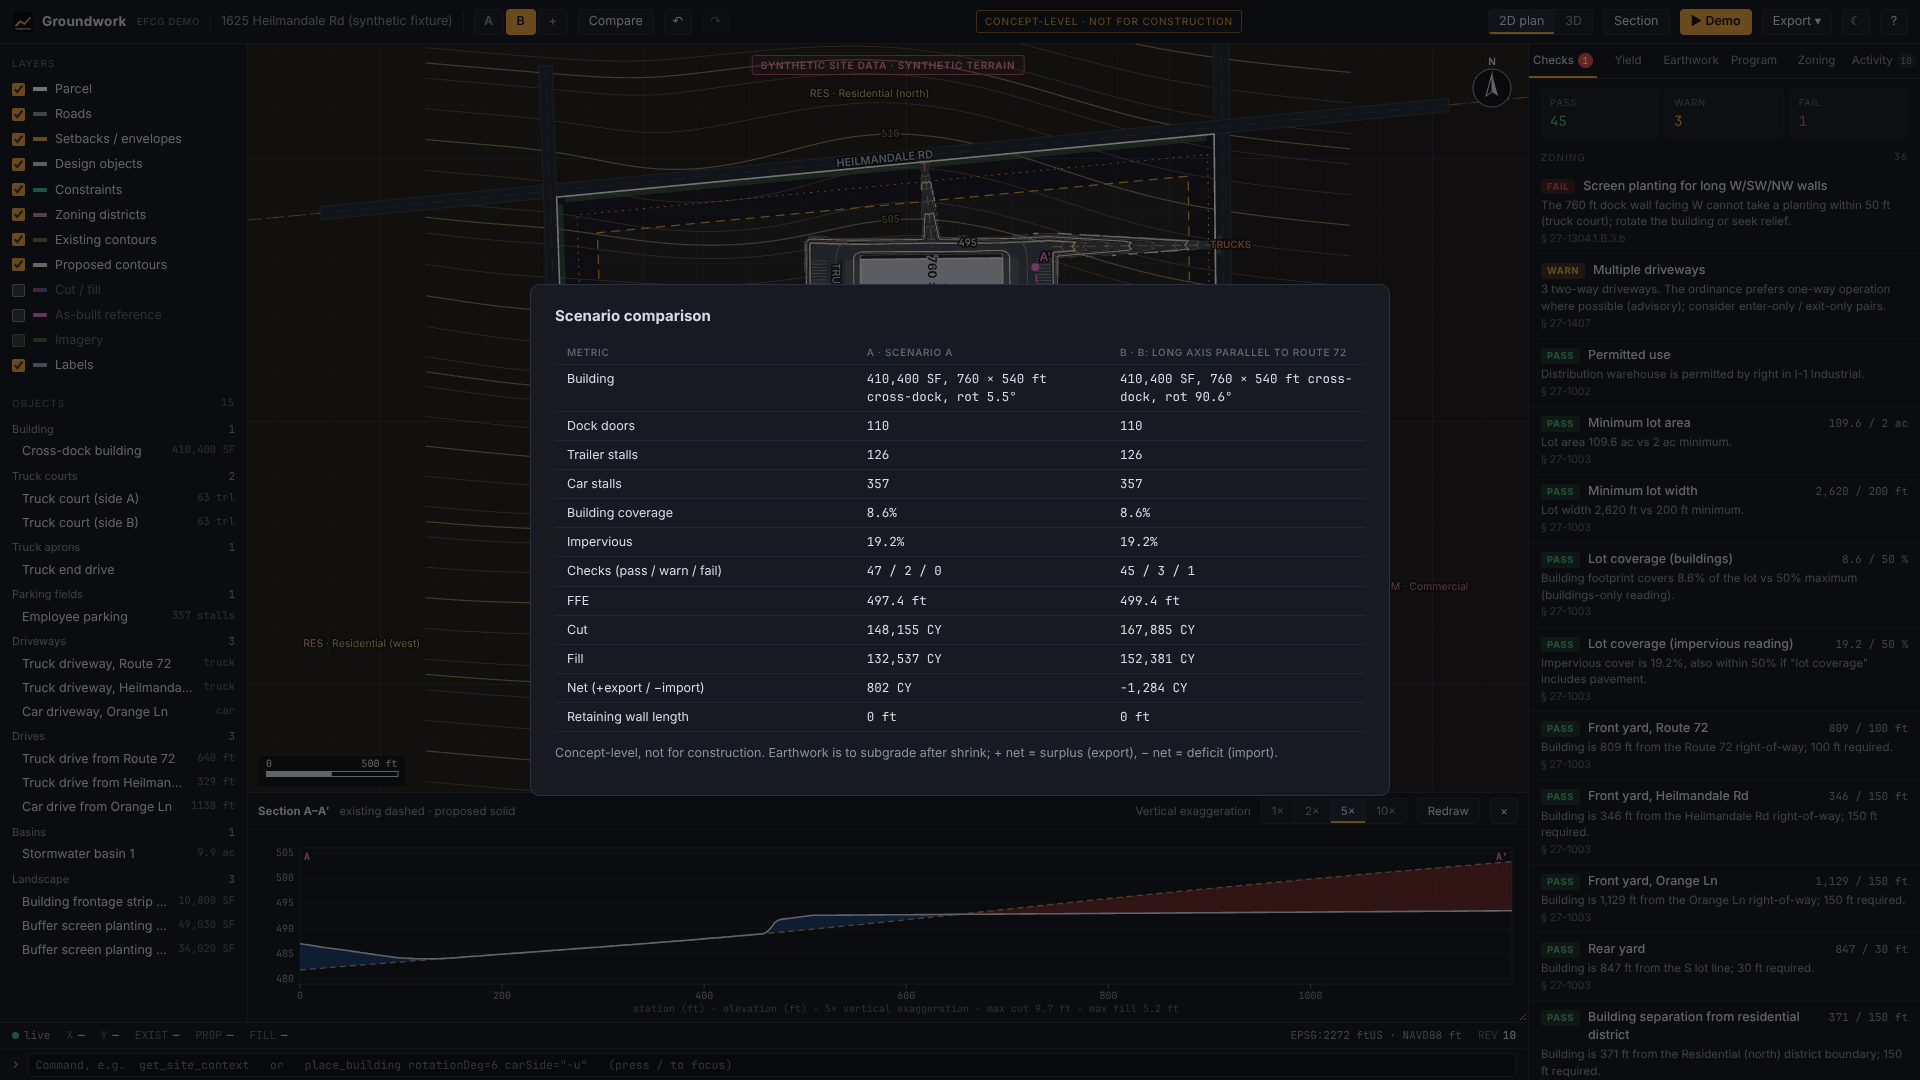 Groundwork EFCG DEMO 1625 Heilmandale Rd (synthetic fixture) A B + Compare ↶ ↷ CONCEPT-LEVEL · NOT FOR CONSTRUCTION 2D plan 3D Section ▶ Demo Export ▾ ☾ ?
LAYERS
Parcel
Roads
Setbacks / envelopes
Design objects
Constraints
Zoning districts
Existing contours
Proposed contours
Cut / fill
As-built reference
Imagery
Labels
OBJECTS 15
Building 1
Cross-dock building 410,400 SF
Truck courts 2
Truck court (side A) 63 trl
Truck court (side B) 63 trl
Truck aprons 1
Truck end drive
Parking fields 1
Employee parking 357 stalls
Driveways 3
Truck driveway, Route 72 truck
Truck driveway, Heilmanda... truck
Car driveway, Orange Ln car
Drives 3
Truck drive from Route 72 640 ft
Truck drive from Heilman... 329 ft
Car drive from Orange Ln 1138 ft
Basins 1
Stormwater basin 1 9.9 ac
Landscape 3
Building frontage strip ... 10,800 SF
Buffer screen planting ... 49,030 SF
Buffer screen planting ... 34,020 SF
SYNTHETIC SITE DATA · SYNTHETIC TERRAIN
N
RES · Residential (north)
510
HEILMANDALE RD
505
495
TRUCKS
A'
TRU
760
M · Commercial
RES · Residential (west)
0 500 ft
Scenario comparison
METRIC A · SCENARIO A B · B: LONG AXIS PARALLEL TO ROUTE 72
Building 410,400 SF, 760 × 540 ft 410,400 SF, 760 × 540 ft cross-
cross-dock, rot 5.5° dock, rot 90.6°
Dock doors 110 110
Trailer stalls 126 126
Car stalls 357 357
Building coverage 8.6% 8.6%
Impervious 19.2% 19.2%
Checks (pass / warn / fail) 47 / 2 / 0 45 / 3 / 1
FFE 497.4 ft 499.4 ft
Cut 148,155 CY 167,885 CY
Fill 132,537 CY 152,381 CY
Net (+export / −import) 802 CY -1,284 CY
Retaining wall length 0 ft 0 ft
Concept-level, not for construction. Earthwork is to subgrade after shrink; + net = surplus (export), − net = deficit (import).
Section A–A′ existing dashed · proposed solid Vertical exaggeration 1× 2× 5× 10× Redraw ×
505
500
495
490
485
480
A A′
0 200 400 600 800 1000
station (ft) · elevation (ft) · 5× vertical exaggeration · max cut 9.7 ft · max fill 5.2 ft
live X — Y — EXIST — PROP — FILL — EPSG:2272 ftUS · NAVD88 ft REV 10
› Command, e.g. get_site_context or place_building rotationDeg=6 carSide="-u" (press / to focus)
Checks 1 Yield Earthwork Program Zoning Activity 10
PASS WARN FAIL
45 3 1
ZONING 36
FAIL Screen planting for long W/SW/NW walls
The 760 ft dock wall facing W cannot take a planting within 50 ft
(truck court); rotate the building or seek relief.
§ 27-1304.1.B.3.b
WARN Multiple driveways
3 two-way driveways. The ordinance prefers one-way operation
where possible (advisory); consider enter-only / exit-only pairs.
§ 27-1407
PASS Permitted use
Distribution warehouse is permitted by right in I-1 Industrial.
§ 27-1002
PASS Minimum lot area 109.6 / 2 ac
Lot area 109.6 ac vs 2 ac minimum.
§ 27-1003
PASS Minimum lot width 2,620 / 200 ft
Lot width 2,620 ft vs 200 ft minimum.
§ 27-1003
PASS Lot coverage (buildings) 8.6 / 50 %
Building footprint covers 8.6% of the lot vs 50% maximum
(buildings-only reading).
§ 27-1003
PASS Lot coverage (impervious reading) 19.2 / 50 %
Impervious cover is 19.2%, also within 50% if "lot coverage"
includes pavement.
§ 27-1003
PASS Front yard, Route 72 809 / 100 ft
Building is 809 ft from the Route 72 right-of-way; 100 ft required.
§ 27-1003
PASS Front yard, Heilmandale Rd 346 / 150 ft
Building is 346 ft from the Heilmandale Rd right-of-way; 150 ft
required.
§ 27-1003
PASS Front yard, Orange Ln 1,129 / 150 ft
Building is 1,129 ft from the Orange Ln right-of-way; 150 ft required.
§ 27-1003
PASS Rear yard 847 / 30 ft
Building is 847 ft from the S lot line; 30 ft required.
§ 27-1003
PASS Building separation from residential 371 / 150 ft
district
Building is 371 ft from the Residential (north) district boundary; 150
ft required.